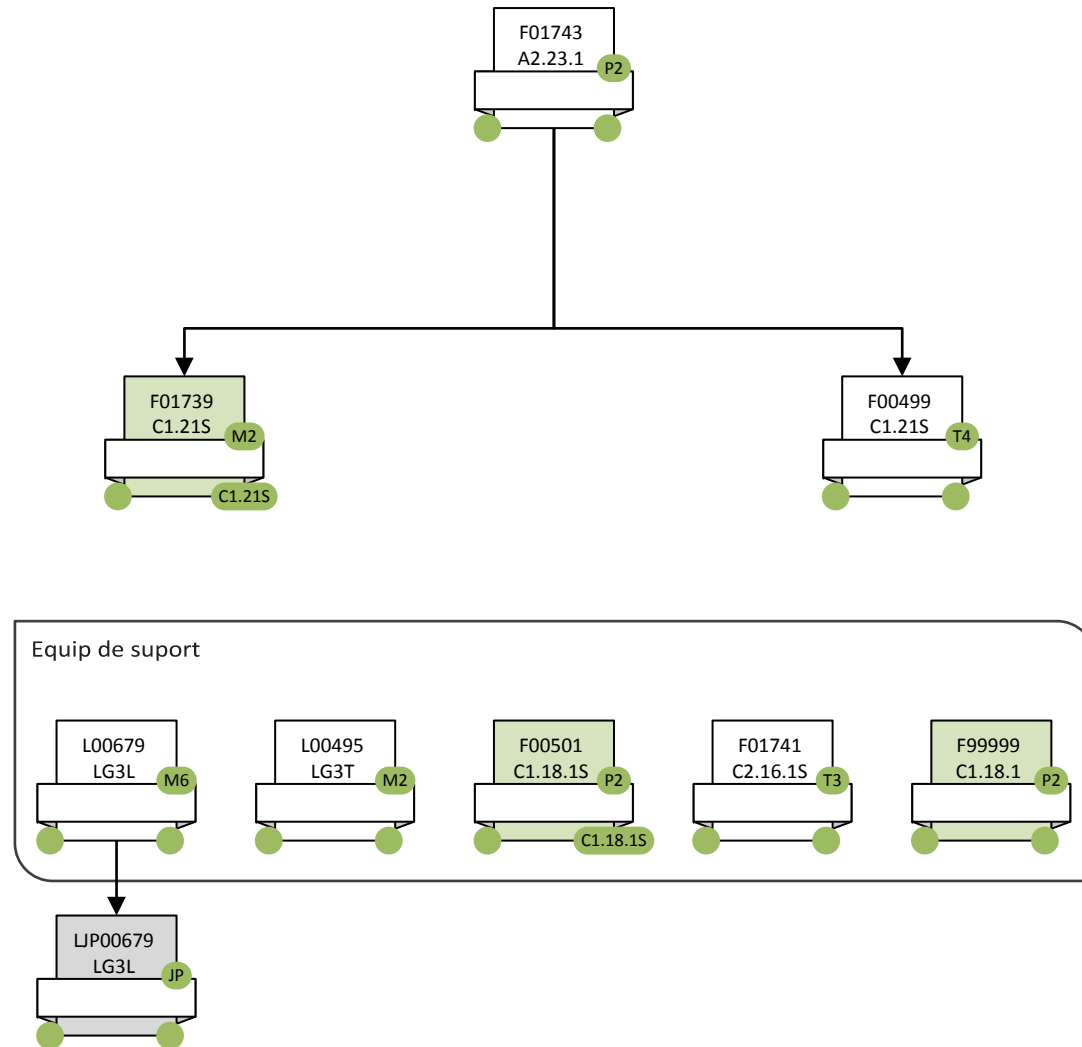 F01743
A2.23.1
P2
F01739
C1.21S
M2
C1.21S
F00499
C1.21S
T4
Equip de suport
L00679
LG3L
M6
L00495
LG3T
M2
F00501
C1.18.1S
P2
C1.18.1S
F01741
C2.16.1S
T3
F99999
C1.18.1
P2
LJP00679
LG3L
JP